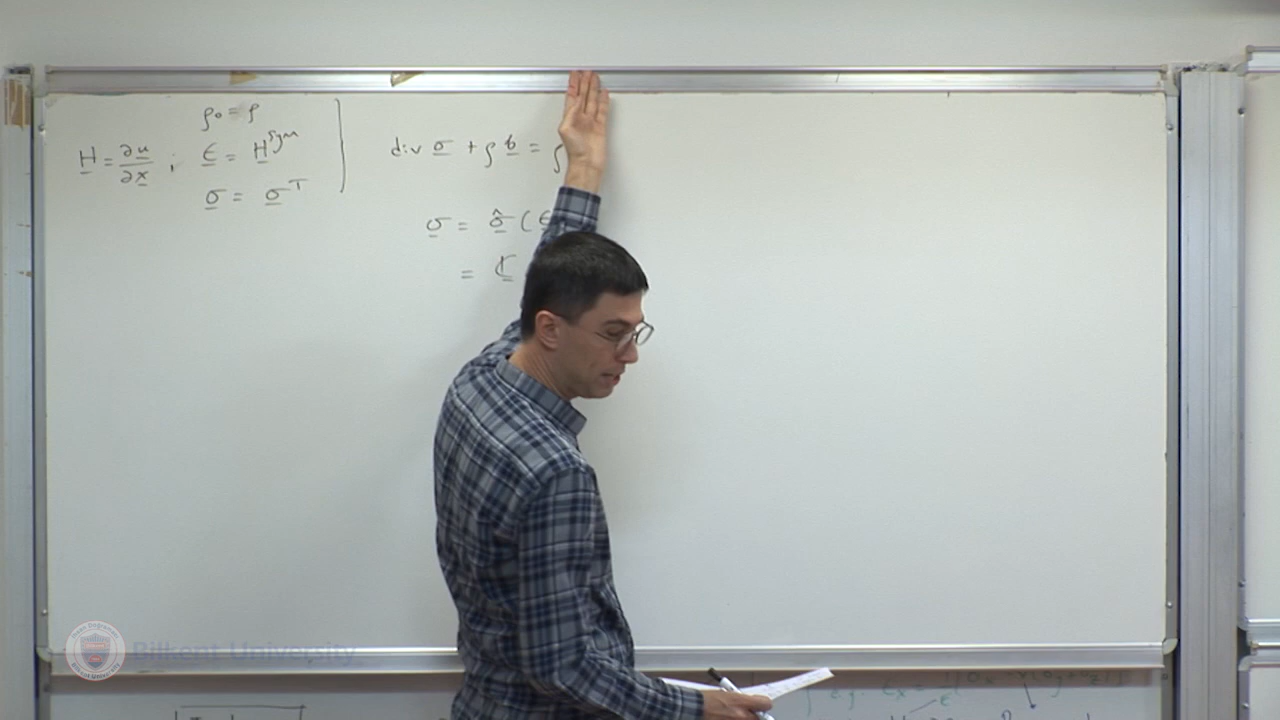 ρ₀ = ρ
H = ∂u/∂x ; ϵ = H^sym
σ = σ^T
div σ + ρ b = ρ
σ = σ̂ (ϵ
= ℂ
Bilkent University